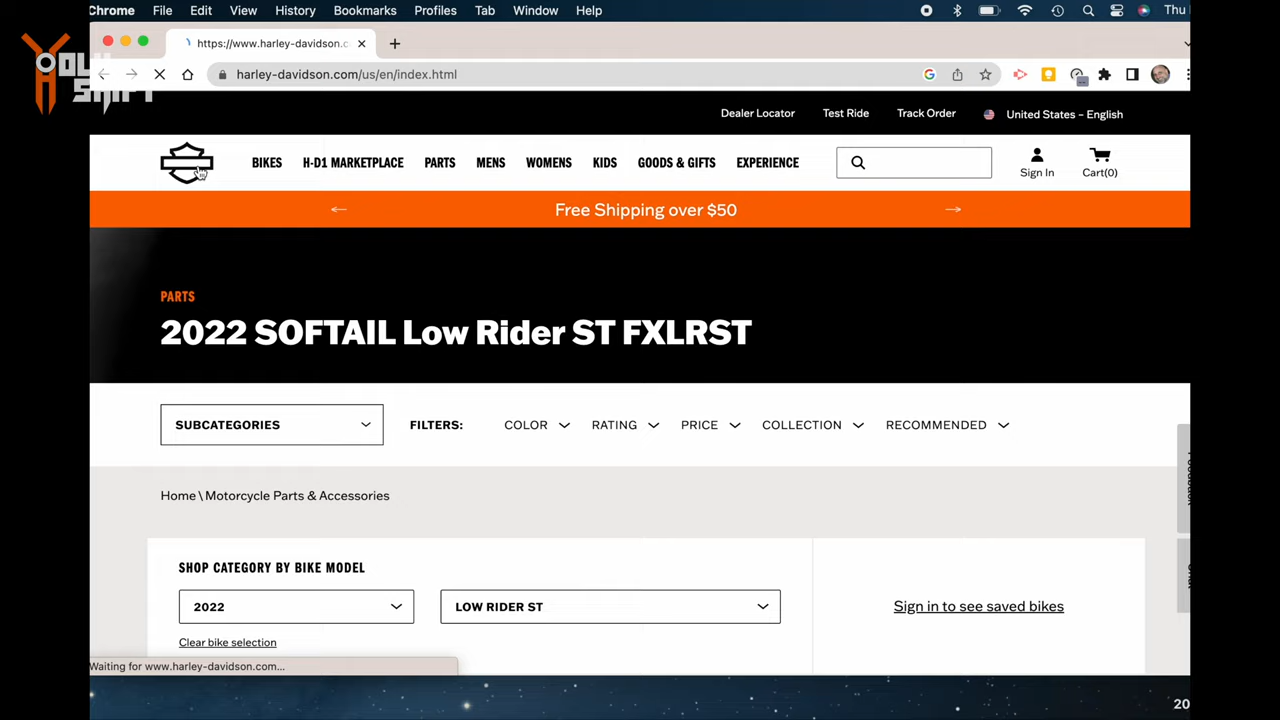 Chrome File Edit View History Bookmarks Profiles Tab Window Help Thu
https://www.harley-davidson.c
harley-davidson.com/us/en/index.html
Dealer Locator Test Ride Track Order United States - English
BIKES H-D1 MARKETPLACE PARTS MENS WOMENS KIDS GOODS & GIFTS EXPERIENCE
Sign In Cart(0)
Free Shipping over $50
PARTS
2022 SOFTAIL Low Rider ST FXLRST
SUBCATEGORIES FILTERS: COLOR RATING PRICE COLLECTION RECOMMENDED
Home \ Motorcycle Parts & Accessories
SHOP CATEGORY BY BIKE MODEL
2022 LOW RIDER ST
Sign in to see saved bikes
Clear bike selection
Waiting for www.harley-davidson.com...
20